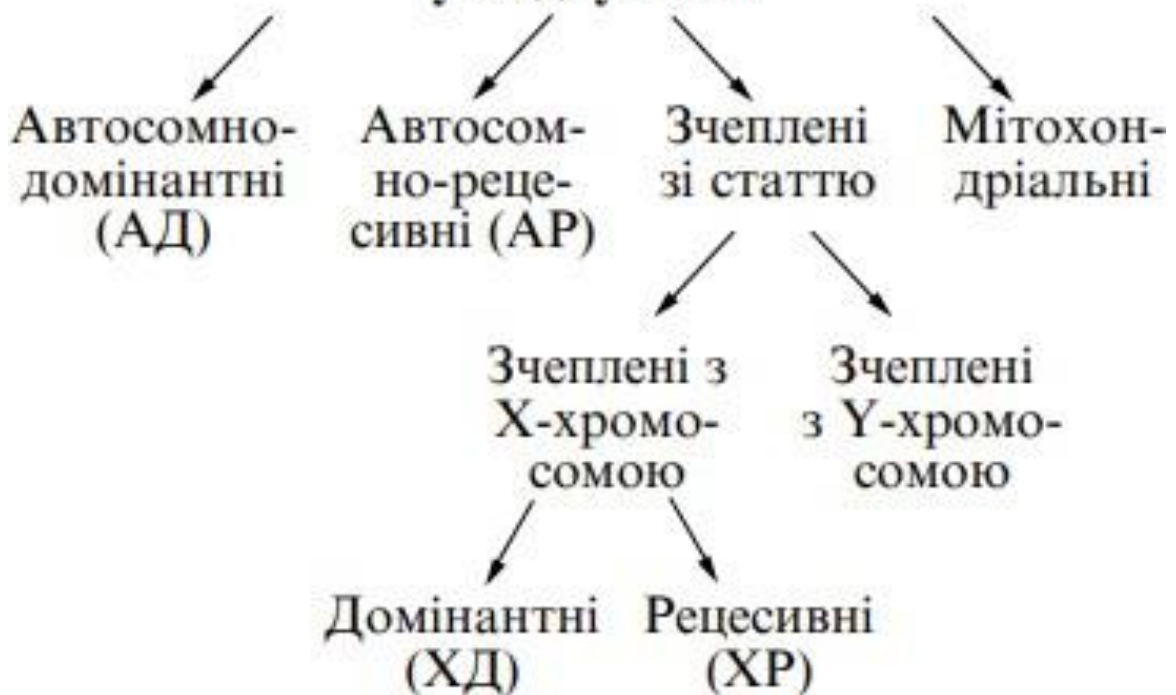 Автосомно-
домінантні
(АД)
Автосом-
но-реце-
сивні (АР)
Зчеплені
зі статтю
Мітохон-
дріальні
Зчеплені з
Х-хромо-
сомою
Зчеплені
з Y-хромо-
сомою
Домінантні
(ХД)
Рецесивні
(ХР)